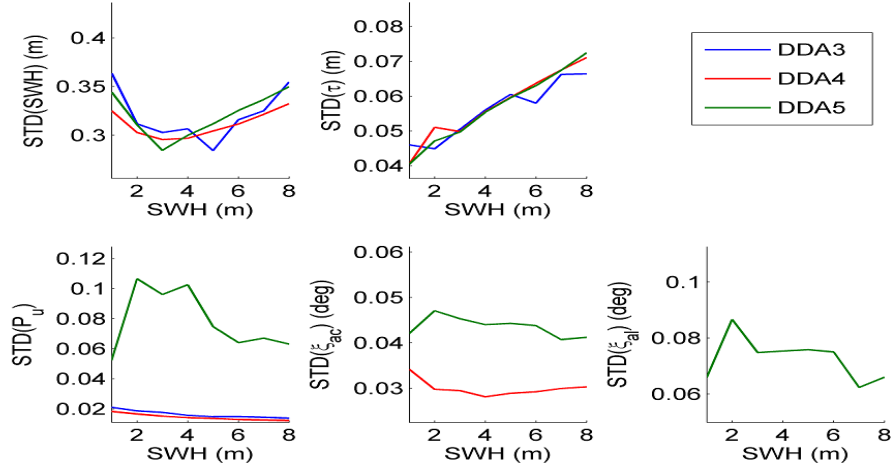 STD(SWH) (m)
0.4
0.35
0.3
2 4 6 8
SWH (m)
STD(τ) (m)
0.08
0.07
0.06
0.05
0.04
2 4 6 8
SWH (m)
DDA3
DDA4
DDA5
STD(Pu)
0.12
0.1
0.08
0.06
0.04
0.02
2 4 6 8
SWH (m)
STD(ξac) (deg)
0.06
0.05
0.04
0.03
2 4 6 8
SWH (m)
STD(ξal) (deg)
0.1
0.08
0.06
2 4 6 8
SWH (m)